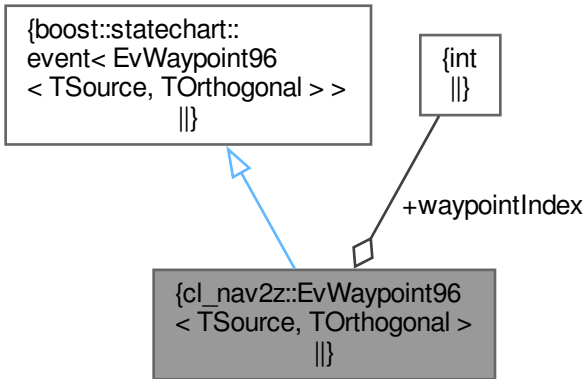 {boost::statechart::
event< EvWaypoint96
< TSource, TOrthogonal > >
||}
{int
||}
+waypointIndex
{cl_nav2z::EvWaypoint96
< TSource, TOrthogonal >
||}